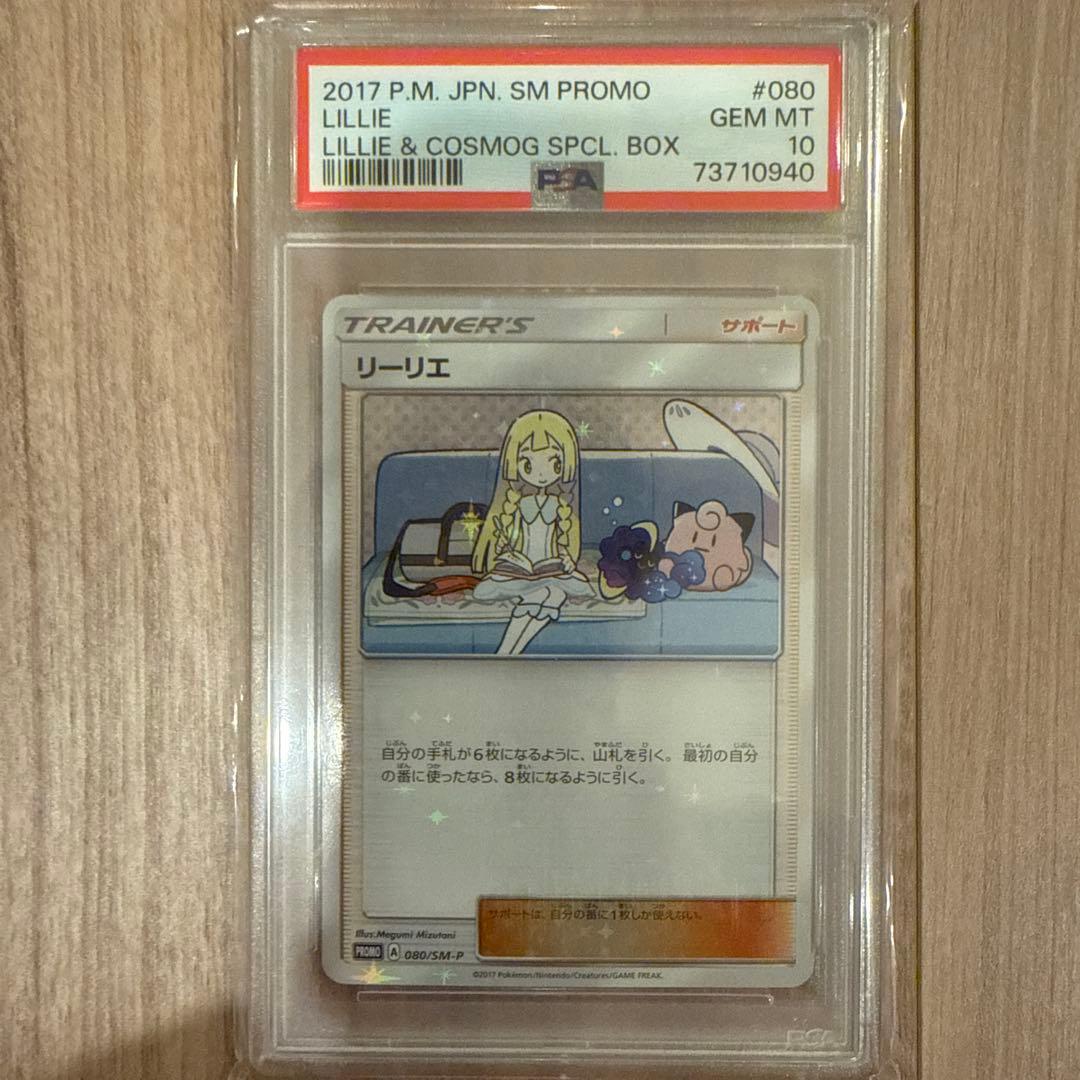 2017 P.M. JPN. SM PROMO #080
LILLIE GEM MT
LILLIE & COSMOG SPCL. BOX 10
PSA 73710940
TRAINER'S サポート
リーリエ
自分の手札が6枚になるように、山札を引く。最初の自分
の番に使ったなら、8枚になるように引く。
サポートは、自分の番に1枚しか使えない。
Illus.Megumi Mizutani
PROMO A 080/SM-P
©2017 Pokémon/Nintendo/Creatures/GAME FREAK.
PSA